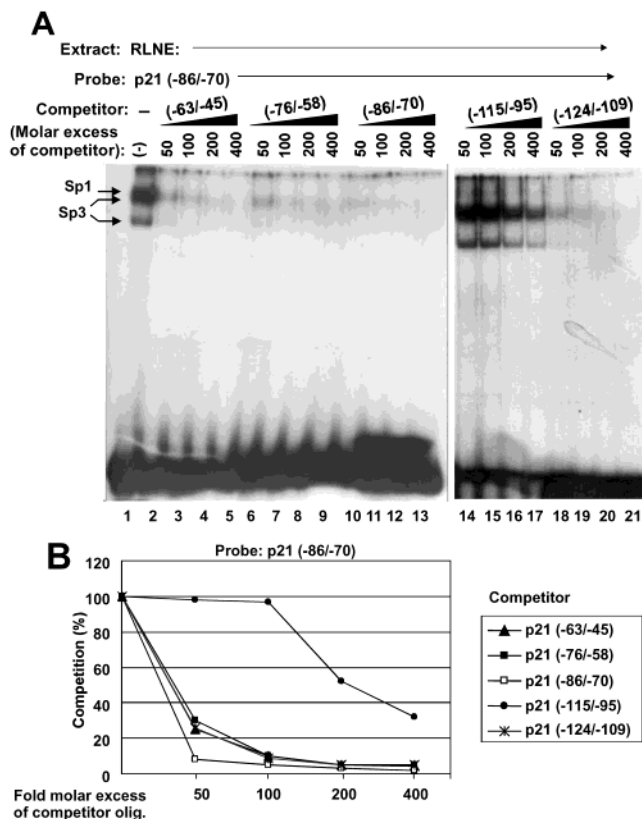 A
Extract: RLNE:
Probe: p21 (-86/-70)
Competitor: – (-63/-45) (-76/-58) (-86/-70) (-115/-95) (-124/-109)
(Molar excess of competitor): (-) 50 100 200 400 50 100 200 400 50 100 200 400 50 100 200 400 50 100 200 400
Sp1
Sp3
1 2 3 4 5 6 7 8 9 10 11 12 13 14 15 16 17 18 19 20 21
B
Probe: p21 (-86/-70)
Competition (%)
120
100
80
60
40
20
0
50 100 200 400
Fold molar excess
of competitor olig.
Competitor
p21 (-63/-45)
p21 (-76/-58)
p21 (-86/-70)
p21 (-115/-95)
p21 (-124/-109)